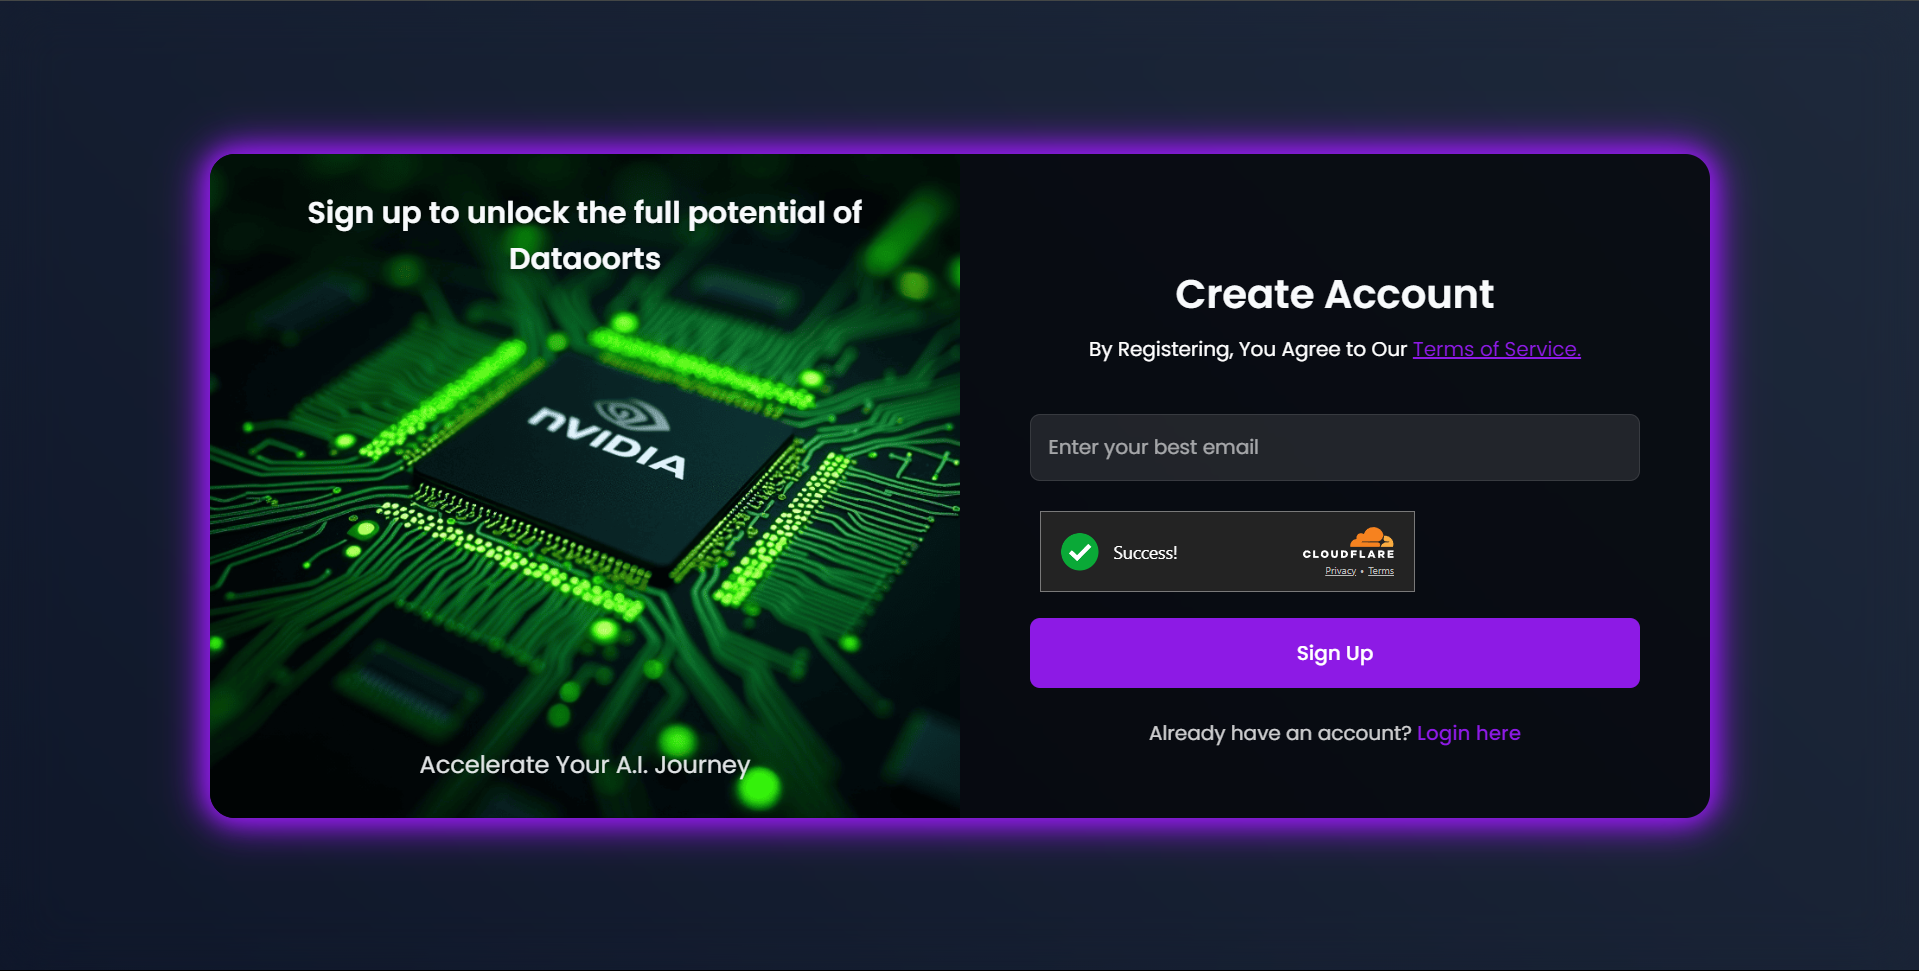 Sign up to unlock the full potential of
Dataoorts
nVIDIA
Accelerate Your A.I. Journey
Create Account
By Registering, You Agree to Our Terms of Service.
Enter your best email
Success!
CLOUDFLARE
Privacy • Terms
Sign Up
Already have an account? Login here